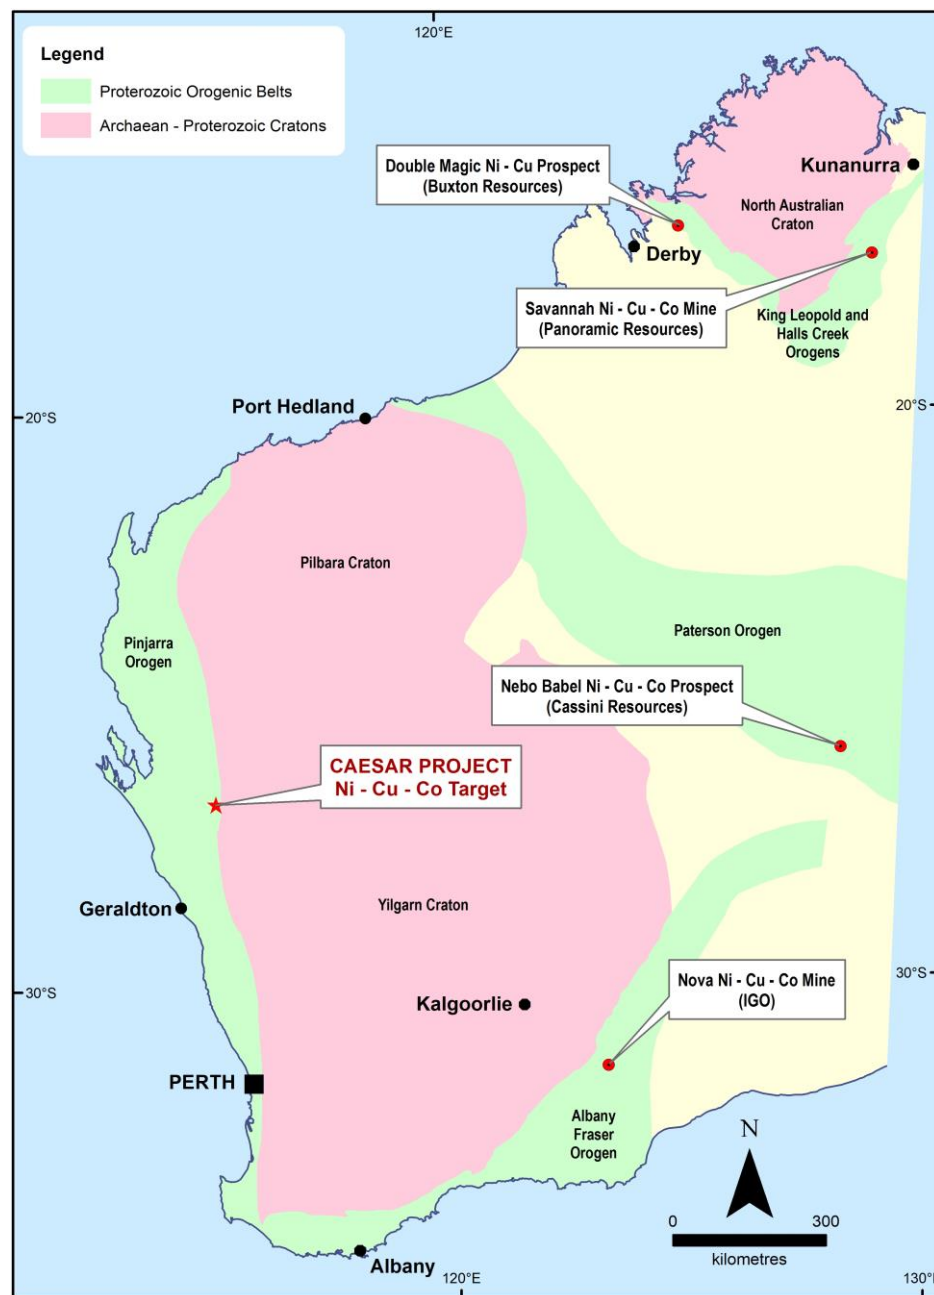 120°E
Legend
Proterozoic Orogenic Belts
Archaean - Proterozoic Cratons
Double Magic Ni - Cu Prospect
(Buxton Resources)
Kununurra
North Australian
Craton
Derby
Savannah Ni - Cu - Co Mine
(Panoramic Resources)
King Leopold and
Halls Creek
Orogens
20°S
Port Hedland
20°S
Pilbara Craton
Pinjarra
Orogen
Paterson Orogen
Nebo Babel Ni - Cu - Co Prospect
(Cassini Resources)
CAESAR PROJECT
Ni - Cu - Co Target
Geraldton
Yilgarn Craton
30°S
Nova Ni - Cu - Co Mine
(IGO)
30°S
Kalgoorlie
PERTH
Albany
Fraser
Orogen
N
0
300
kilometres
Albany
120°E
130°E